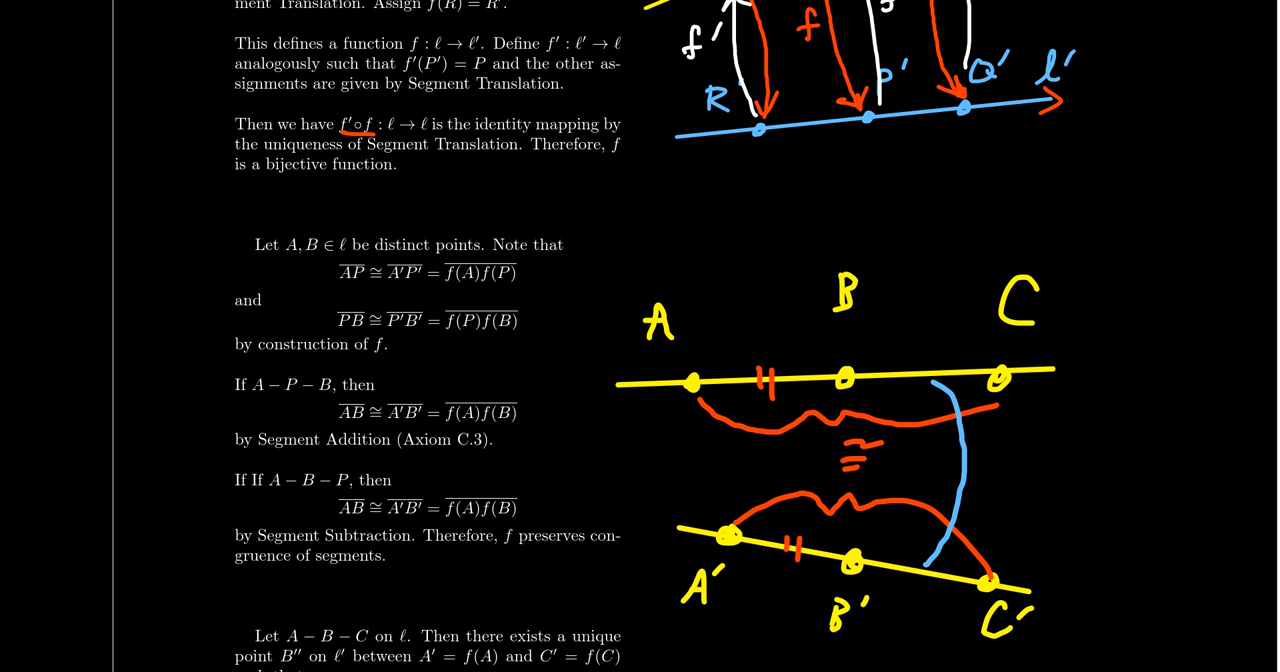 ment Translation. Assign f(R) = R'.
This defines a function f : ℓ → ℓ'. Define f' : ℓ' → ℓ
analogously such that f'(P') = P and the other as-
signments are given by Segment Translation.
Then we have f'∘f : ℓ → ℓ is the identity mapping by
the uniqueness of Segment Translation. Therefore, f
is a bijective function.
Let A, B ∈ ℓ be distinct points. Note that
A̅P̅ ≅ A̅'̅P̅'̅ = f̅(̅A̅)̅f̅(̅P̅)̅
and
P̅B̅ ≅ P̅'̅B̅'̅ = f̅(̅P̅)̅f̅(̅B̅)̅
by construction of f.
If A − P − B, then
A̅B̅ ≅ A̅'̅B̅'̅ = f̅(̅A̅)̅f̅(̅B̅)̅
by Segment Addition (Axiom C.3).
If If A − B − P, then
A̅B̅ ≅ A̅'̅B̅'̅ = f̅(̅A̅)̅f̅(̅B̅)̅
by Segment Subtraction. Therefore, f preserves con-
gruence of segments.
Let A − B − C on ℓ. Then there exists a unique
point B'' on ℓ' between A' = f(A) and C' = f(C)
f'
f
R'
P'
Q'
ℓ'
A
B
C
≅
A'
B'
C'